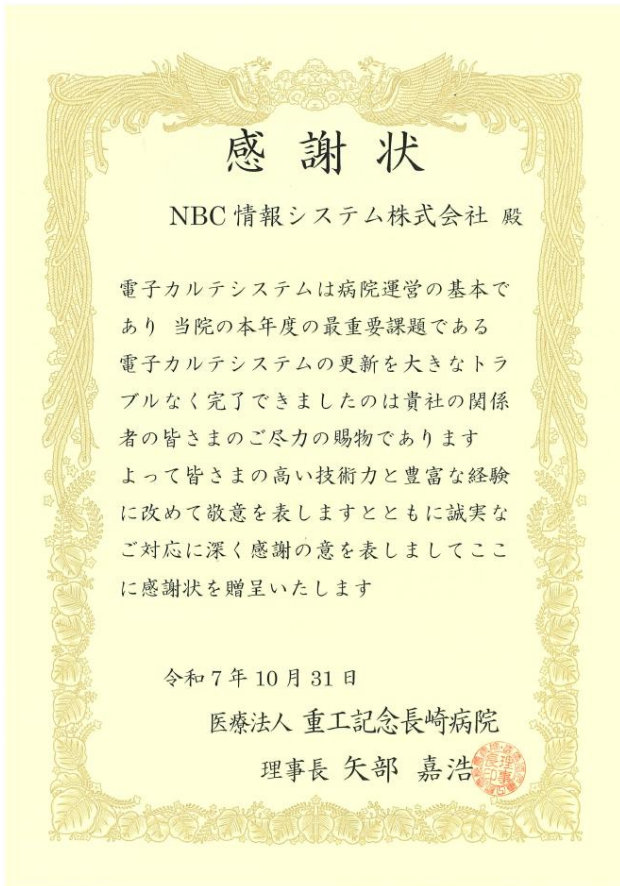 感謝状
NBC情報システム株式会社 殿
電子カルテシステムは病院運営の基本で
あり 当院の本年度の最重要課題である
電子カルテシステムの更新を大きなトラ
ブルなく完了できましたのは貴社の関係
者の皆さまのご尽力の賜物であります
よって皆さまの高い技術力と豊富な経験
に改めて敬意を表しますとともに誠実な
ご対応に深く感謝の意を表しましてここ
に感謝状を贈呈いたします
令和7年10月31日
医療法人 重工記念長崎病院
理事長 矢部 嘉浩